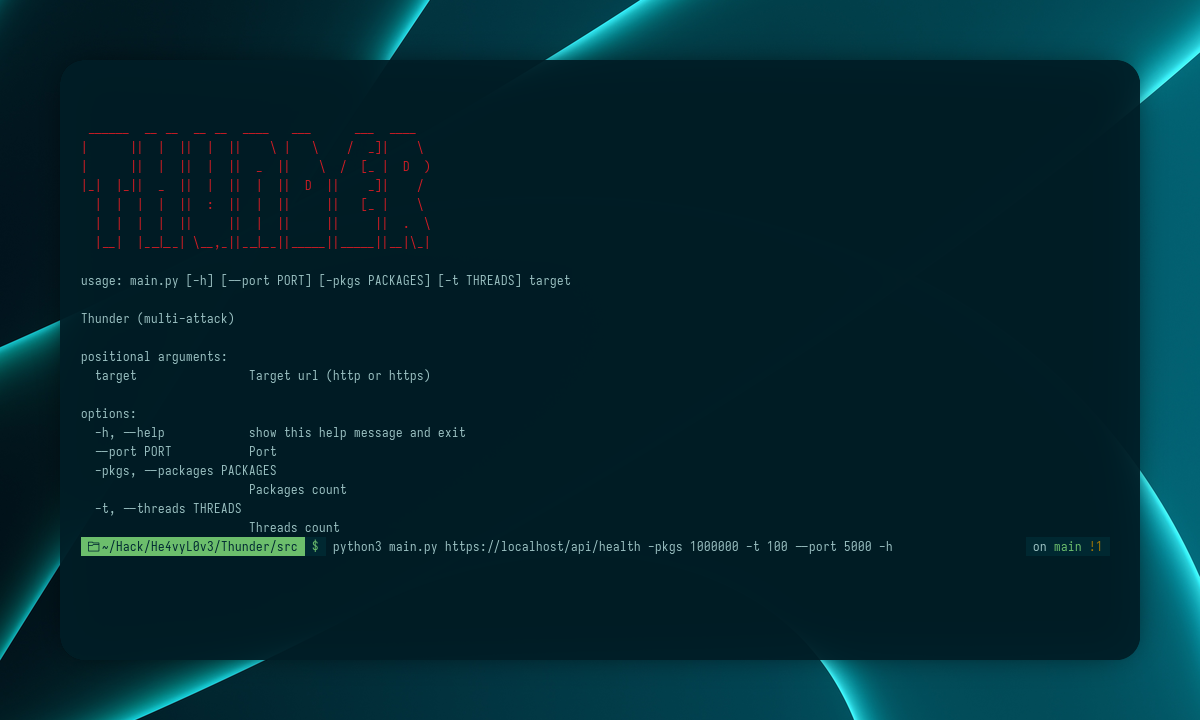 THUNDER
usage: main.py [-h] [--port PORT] [-pkgs PACKAGES] [-t THREADS] target
Thunder (multi-attack)
positional arguments:
target Target url (http or https)
options:
-h, --help show this help message and exit
--port PORT Port
-pkgs, --packages PACKAGES
Packages count
-t, --threads THREADS
Threads count
~/Hack/He4vyL0v3/Thunder/src $ python3 main.py https://localhost/api/health -pkgs 1000000 -t 100 --port 5000 -h on main !1